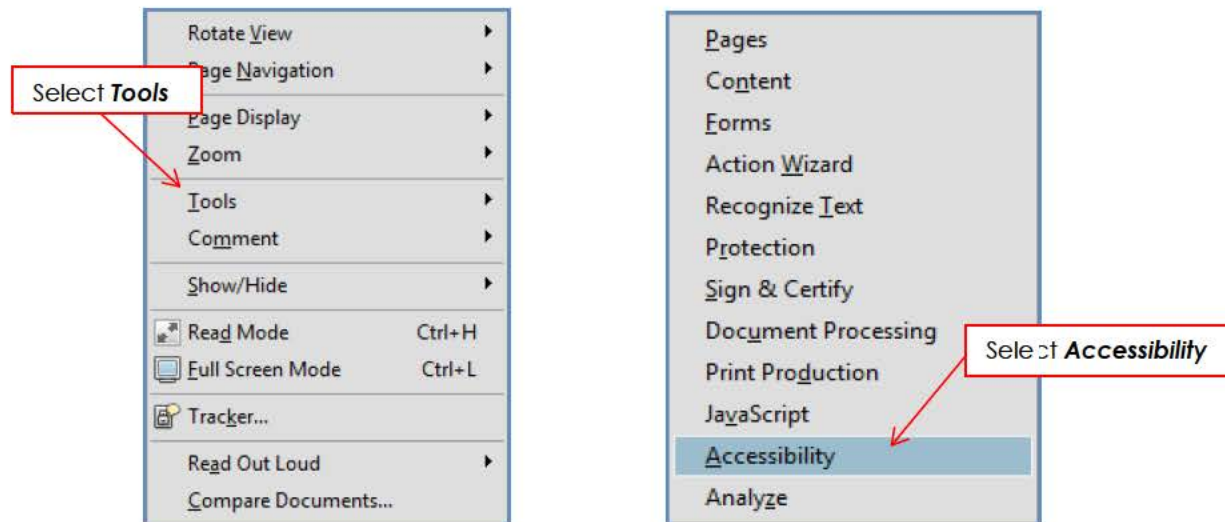 Rotate View
Page Navigation
Select Tools
Page Display
Zoom
Tools
Comment
Show/Hide
Read Mode Ctrl+H
Full Screen Mode Ctrl+L
Tracker...
Read Out Loud
Compare Documents...
Pages
Content
Forms
Action Wizard
Recognize Text
Protection
Sign & Certify
Document Processing
Select Accessibility
Print Production
JavaScript
Accessibility
Analyze